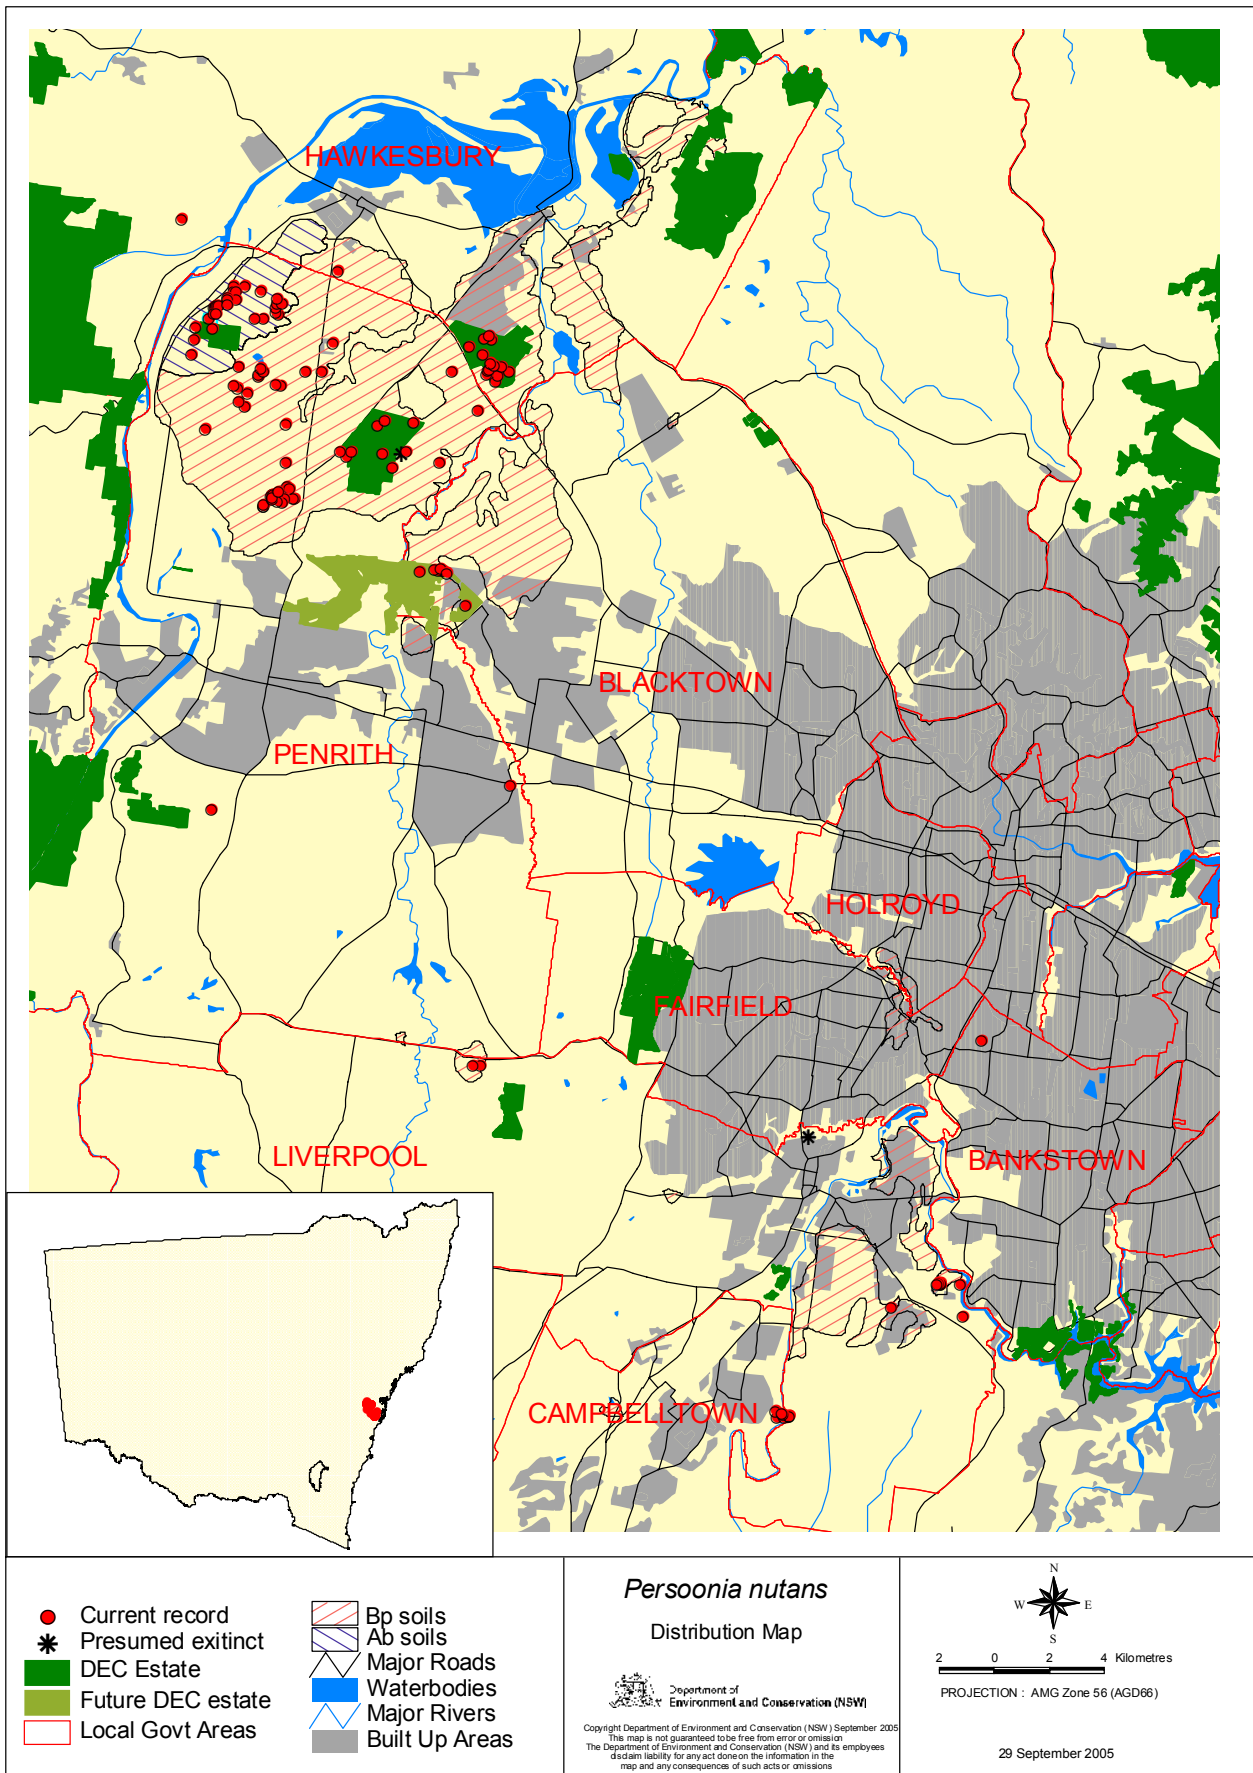 HAWKESBURY
BLACKTOWN
PENRITH
HOLROYD
FAIRFIELD
LIVERPOOL
BANKSTOWN
CAMPBELLTOWN
Current record
Presumed exitinct
DEC Estate
Future DEC estate
Local Govt Areas
Bp soils
Ab soils
Major Roads
Waterbodies
Major Rivers
Built Up Areas
Persoonia nutans
Distribution Map
Department of
Environment and Conservation (NSW)
Copyright Department of Environment and Conservation (NSW) September 2005
This map is not guaranteed to be free from error or omission
The Department of Environment and Conservation (NSW) and its employees
disclaim liability for any act done on the information in the
map and any consequences of such acts or omissions
N
W E
S
2 0 2 4 Kilometres
PROJECTION : AMG Zone 56 (AGD66)
29 September 2005